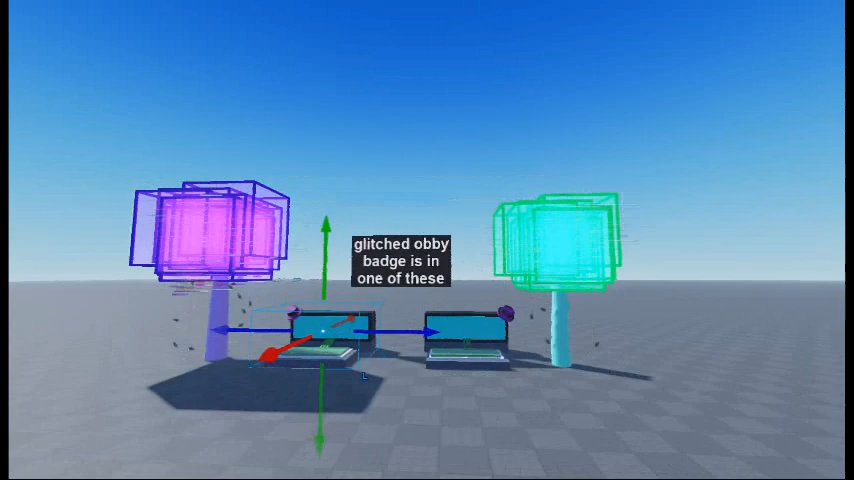 glitched obby
badge is in
one of these